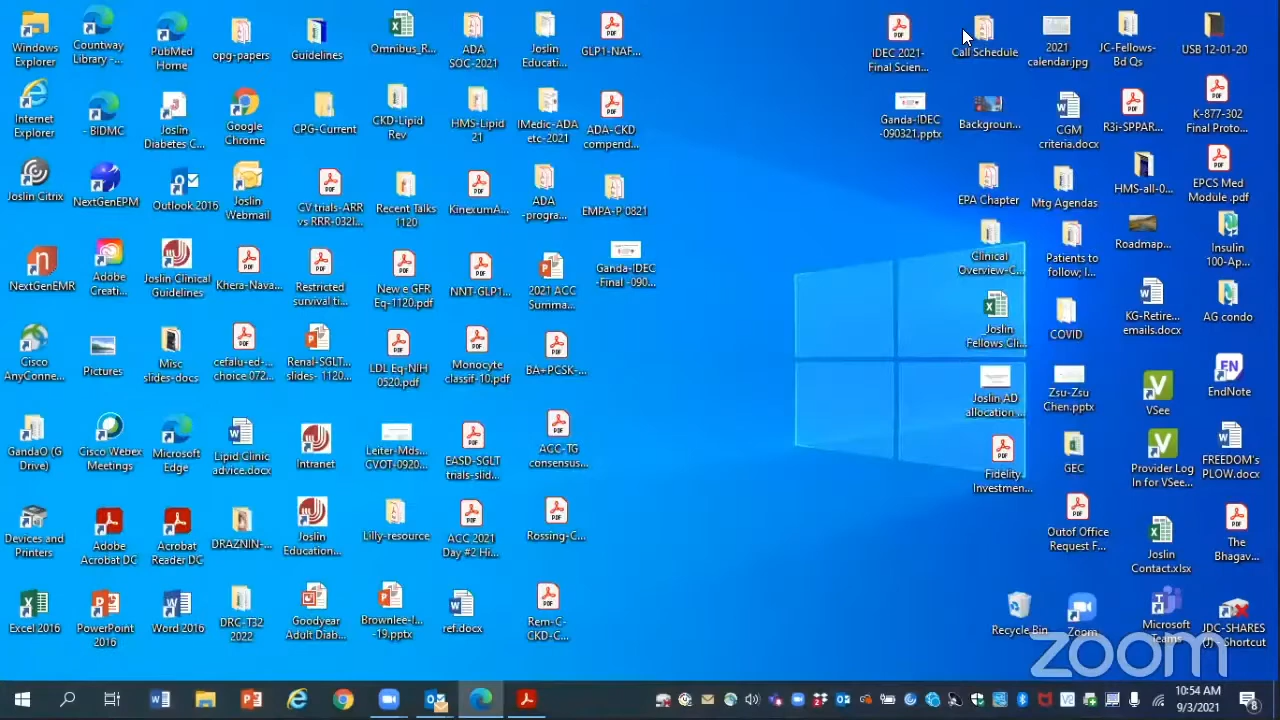 Windows
Explorer
Countway
Library -...
PubMed
Home
opg-papers
Guidelines
Omnibus_R...
ADA
SOC-2021
Joslin
Educati...
GLP1-NAF...
IDEC 2021-
Final Scien...
Call Schedule
2021
calendar.jpg
JC-Fellows-
Bd Qs
USB 12-01-20
Internet
Explorer
- BIDMC
Joslin
Diabetes C...
Google
Chrome
CPG-Current
CKD-Lipid
Rev
HMS-Lipid
21
IMedic-ADA
etc-2021
ADA-CKD
compend...
Ganda-IDEC
-090321.pptx
Backgroun...
CGM
criteria.docx
R3i-SPPAR...
K-877-302
Final Proto...
Joslin Citrix
NextGenEPM
Outlook 2016
Joslin
Webmail
CV trials-ARR
vs RRR-032I...
Recent Talks
1120
KinexumA...
ADA
-progra...
EMPA-P 0821
EPA Chapter
Mtg Agendas
HMS-all-0...
EPCS Med
Module .pdf
NextGenEMR
Adobe
Creati...
Joslin Clinical
Guidelines
Khera-Nava...
Restricted
survival ti...
New e GFR
Eq-1120.pdf
NNT-GLP1...
2021 ACC
Summa...
Ganda-IDEC
-Final -090...
Clinical
Overview-C...
Patients to
follow; I...
Roadmap...
Insulin
100-Ap...
Cisco
AnyConne...
Pictures
Misc
slides-docs
cefalu-ed-...
choice.072...
Renal-SGLT...
slides- 1120...
LDL Eq-NIH
0520.pdf
Monocyte
classif-10.pdf
BA+PCSK-...
_Joslin
Fellows Cli...
COVID
KG-Retire...
emails.docx
AG condo
GandaO (G
Drive)
Cisco Webex
Meetings
Microsoft
Edge
Lipid Clinic
advice.docx
Intranet
Leiter-Mds...
CVOT-0920...
EASD-SGLT
trials-slid...
ACC-TG
consensus...
Joslin AD
allocation ...
Zsu-Zsu
Chen.pptx
VSee
EndNote
Fidelity
Investmen...
GEC
Provider Log
In for VSee...
FREEDOM's
PLOW.docx
Devices and
Printers
Adobe
Acrobat DC
Acrobat
Reader DC
DRAZNIN-...
Joslin
Education...
Lilly-resource
ACC 2021
Day #2 Hi...
Rossing-C...
Outof Office
Request F...
Joslin
Contact.xlsx
The
Bhagav...
Excel 2016
PowerPoint
2016
Word 2016
DRC-T32
2022
Goodyear
Adult Diab...
Brownlee-I...
-19.pptx
ref.docx
Rem-C-
CKD-C...
Recycle Bin
Zoom
Microsoft
Teams
JDC-SHARES
(J) - Shortcut
zoom
10:54 AM
9/3/2021
8